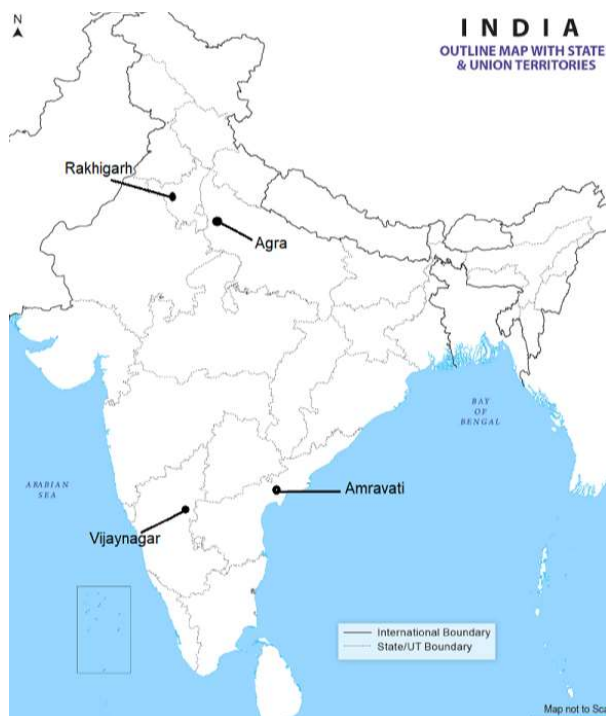 N
INDIA
OUTLINE MAP WITH STATE
& UNION TERRITORIES
Rakhigarh
Agra
BAY
OF
BENGAL
ARABIAN
SEA
Amravati
Vijaynagar
International Boundary
State/UT Boundary
Map not to Sca